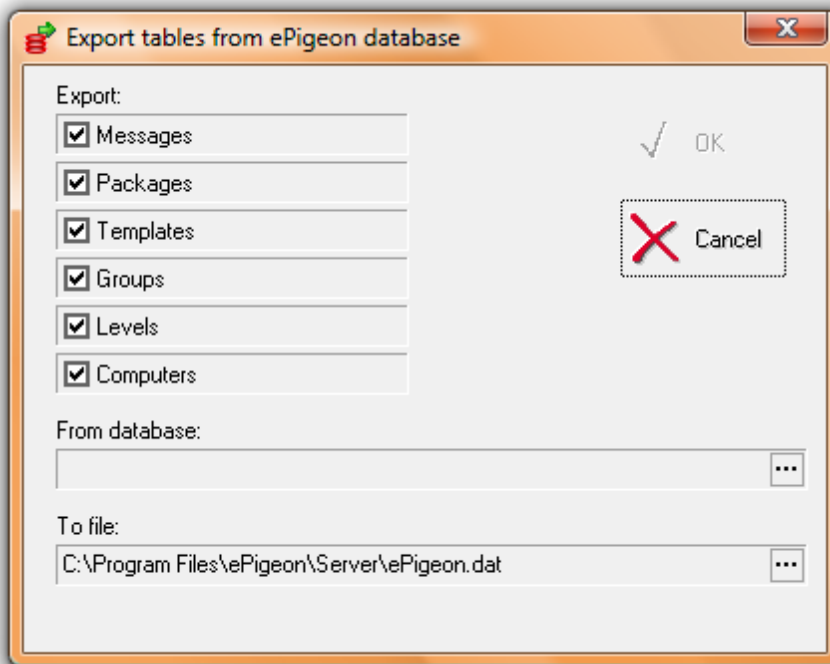 Export tables from ePigeon database
Export:
Messages
OK
Packages
Templates
Cancel
Groups
Levels
Computers
From database:
...
To file:
C:\Program Files\ePigeon\Server\ePigeon.dat
...